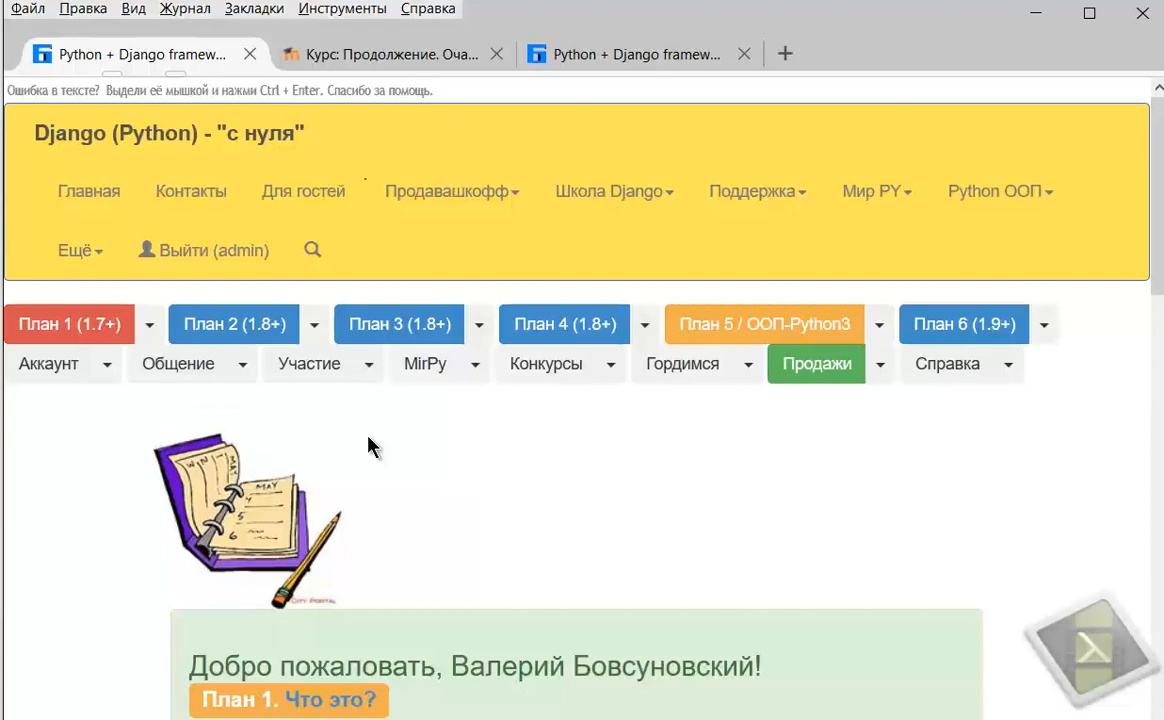 Файл Правка Вид Журнал Закладки Инструменты Справка
Python + Django framew... Курс: Продолжение. Оча... Python + Django framew...
Ошибка в тексте? Выдели её мышкой и нажми Ctrl + Enter. Спасибо за помощь.
Django (Python) - "с нуля"
Главная Контакты Для гостей Продавашкофф Школа Django Поддержка Мир PY Python ООП
Ещё Выйти (admin)
План 1 (1.7+) План 2 (1.8+) План 3 (1.8+) План 4 (1.8+) План 5 / ООП-Python3 План 6 (1.9+)
Аккаунт Общение Участие MirPy Конкурсы Гордимся Продажи Справка
MAY
MAY
Добро пожаловать, Валерий Бовсуновский!
План 1. Что это?